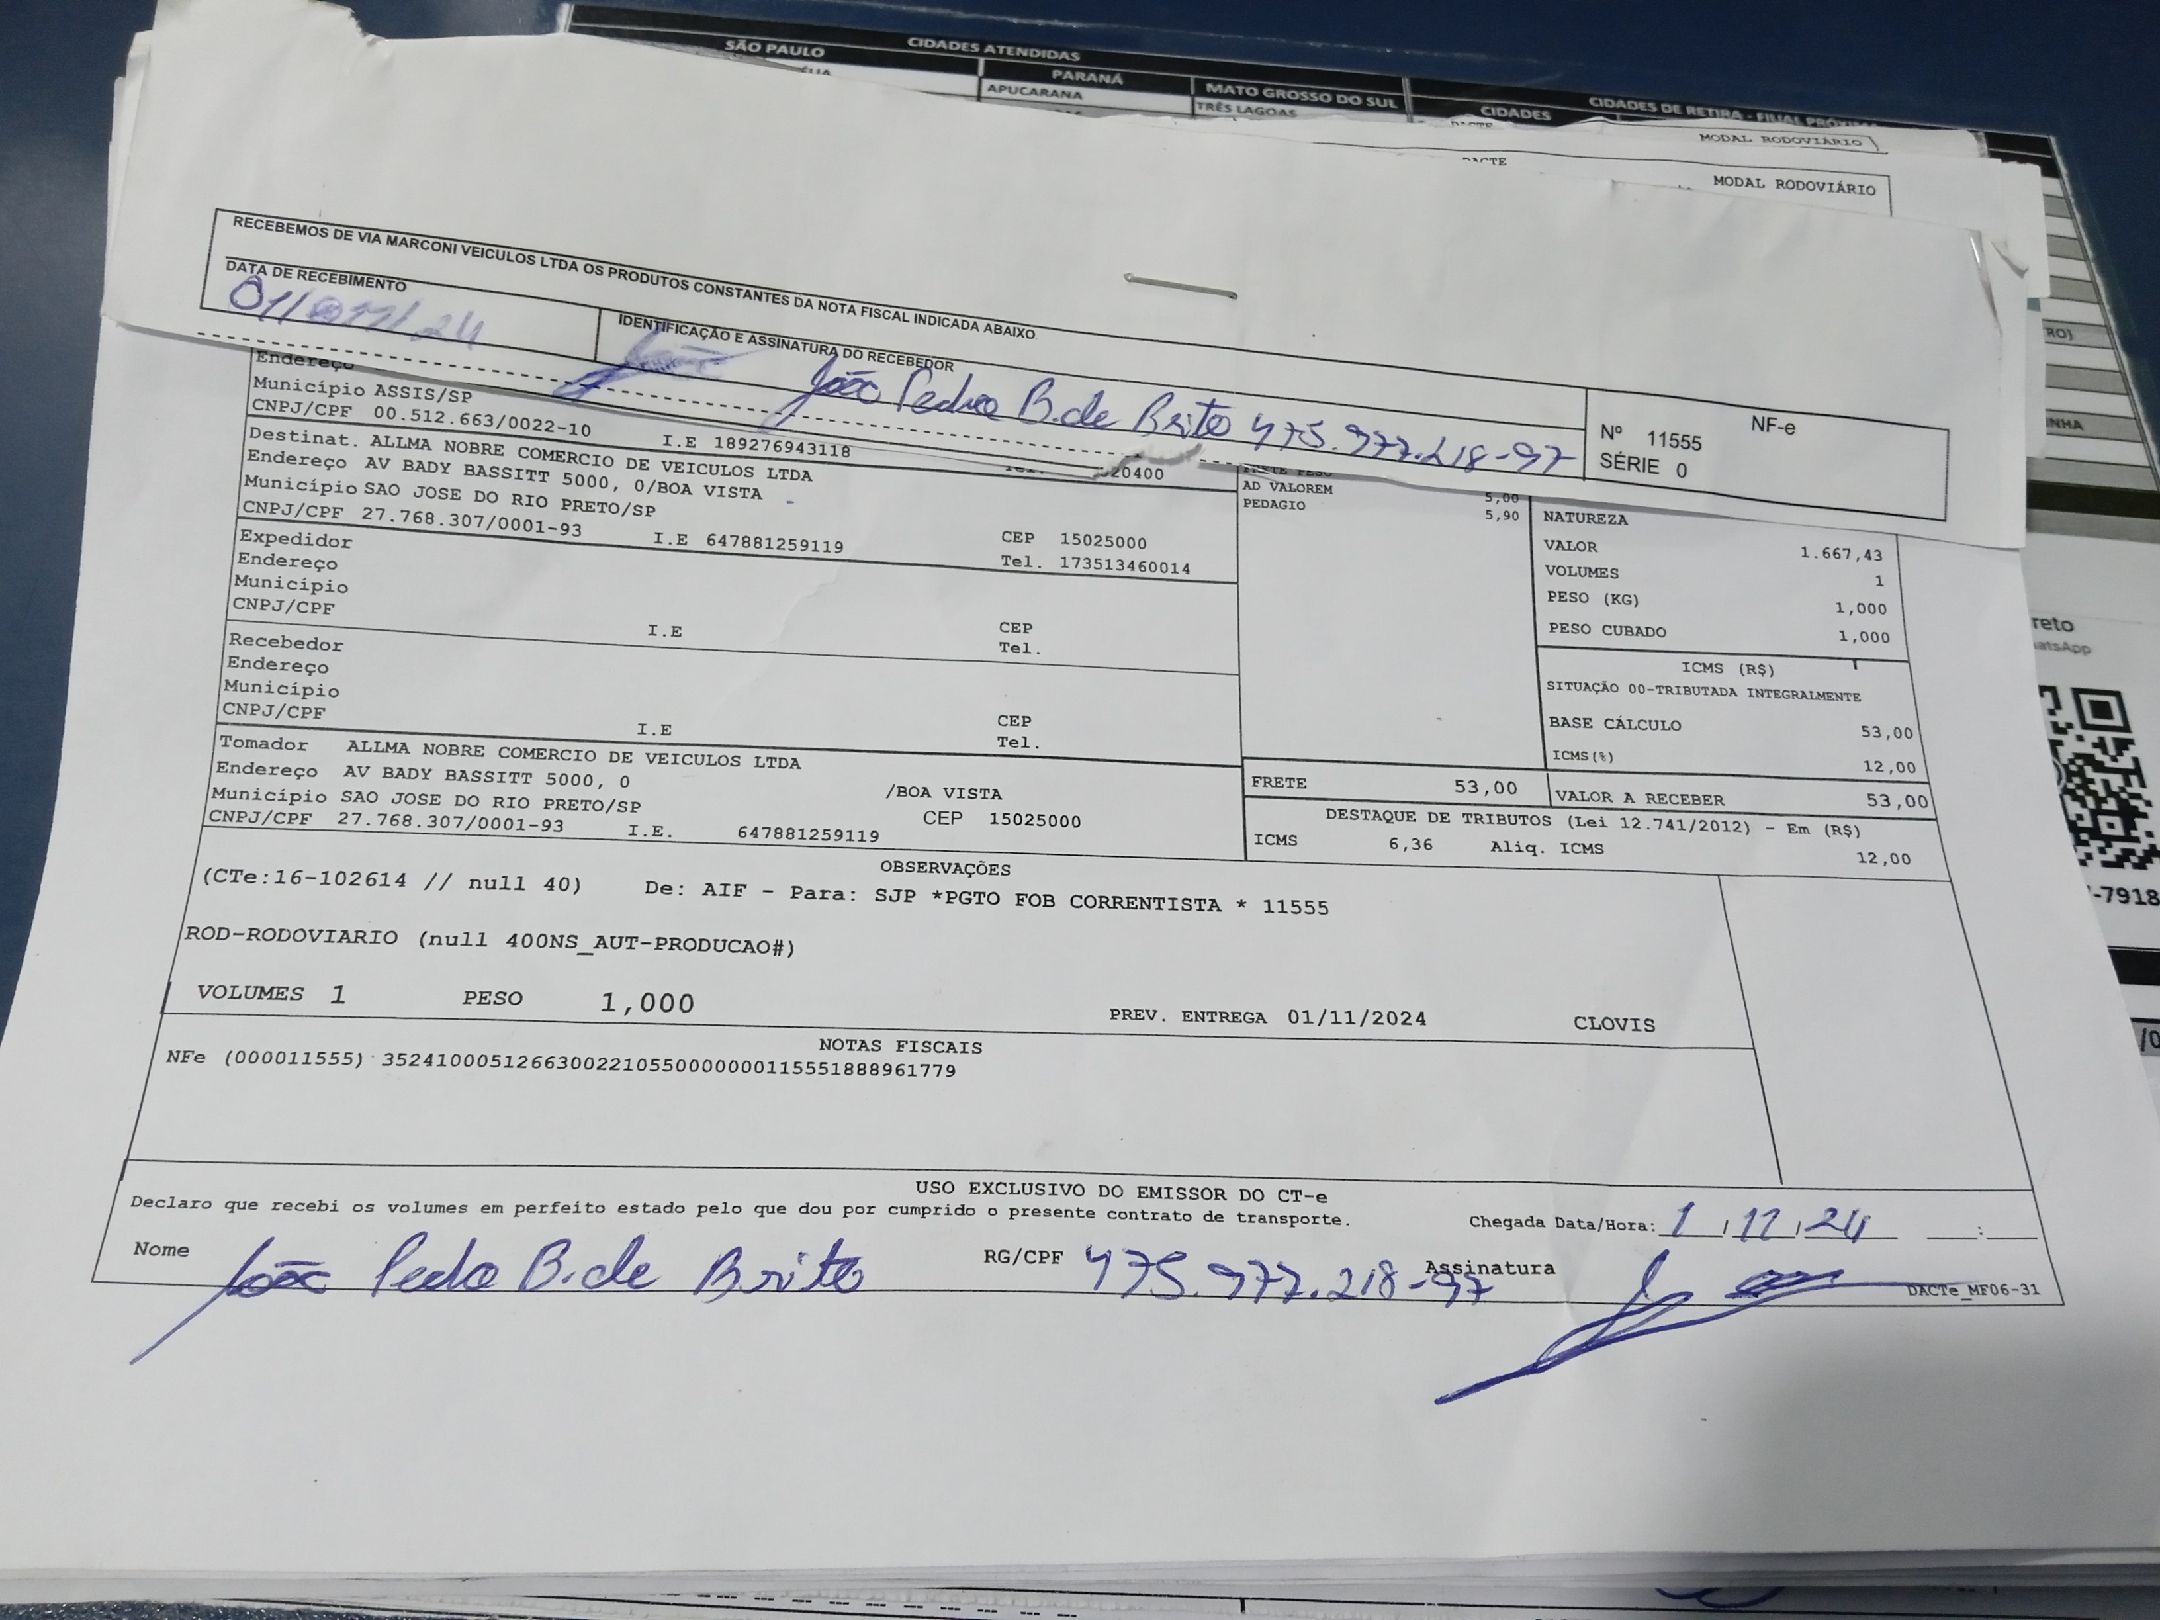 CIDADES ATENDIDAS
SÃO PAULO
PARANÁ
MATO GROSSO DO SUL
CIDADES
CIDADES DE RETIRA - FILIAL
APUCARANA
TRÊS LAGOAS
DACTE
MODAL RODOVIÁRIO
DACTE
MODAL RODOVIÁRIO
RECEBEMOS DE VIA MARCONI VEICULOS LTDA OS PRODUTOS CONSTANTES DA NOTA FISCAL INDICADA ABAIXO
DATA DE RECEBIMENTO
IDENTIFICAÇÃO E ASSINATURA DO RECEBEDOR
João Pedro B. de Brito 475.977.218-97
NF-e
Nº 11555
SÉRIE 0
Endereço
Município ASSIS/SP
CNPJ/CPF 00.512.663/0022-10 I.E 189276943118
20400
Destinat. ALLMA NOBRE COMERCIO DE VEICULOS LTDA
Endereço AV BADY BASSITT 5000, 0/BOA VISTA
Município SAO JOSE DO RIO PRETO/SP CEP 15025000
CNPJ/CPF 27.768.307/0001-93 I.E 647881259119 Tel. 173513460014
Expedidor
Endereço
Município CEP
CNPJ/CPF I.E Tel.
Recebedor
Endereço
Município CEP
CNPJ/CPF I.E Tel.
Tomador ALLMA NOBRE COMERCIO DE VEICULOS LTDA
Endereço AV BADY BASSITT 5000, 0 /BOA VISTA
Município SAO JOSE DO RIO PRETO/SP CEP 15025000
CNPJ/CPF 27.768.307/0001-93 I.E. 647881259119
AD VALOREM 5,00
PEDAGIO 5,90
NATUREZA
VALOR 1.667,43
VOLUMES 1
PESO (KG) 1,000
PESO CUBADO 1,000
ICMS (R$)
SITUAÇÃO 00-TRIBUTADA INTEGRALMENTE
BASE CÁLCULO 53,00
ICMS(%) 12,00
FRETE 53,00 VALOR A RECEBER 53,00
DESTAQUE DE TRIBUTOS (Lei 12.741/2012) - Em (R$)
ICMS 6,36 Aliq. ICMS 12,00
OBSERVAÇÕES
(CTe:16-102614 // null 40) De: AIF - Para: SJP *PGTO FOB CORRENTISTA * 11555
ROD-RODOVIARIO (null 400NS_AUT-PRODUCAO#)
VOLUMES 1 PESO 1,000 PREV. ENTREGA 01/11/2024 CLOVIS
NOTAS FISCAIS
NFe (000011555) 35241000512663002210550000000115551888961779
USO EXCLUSIVO DO EMISSOR DO CT-e
Declaro que recebi os volumes em perfeito estado pelo que dou por cumprido o presente contrato de transporte.
Chegada Data/Hora: 1/11/24 :
Nome João Pedro B. de Brito RG/CPF 475.977.218-97 Assinatura
DACTe_MF06-31
reto
-7918